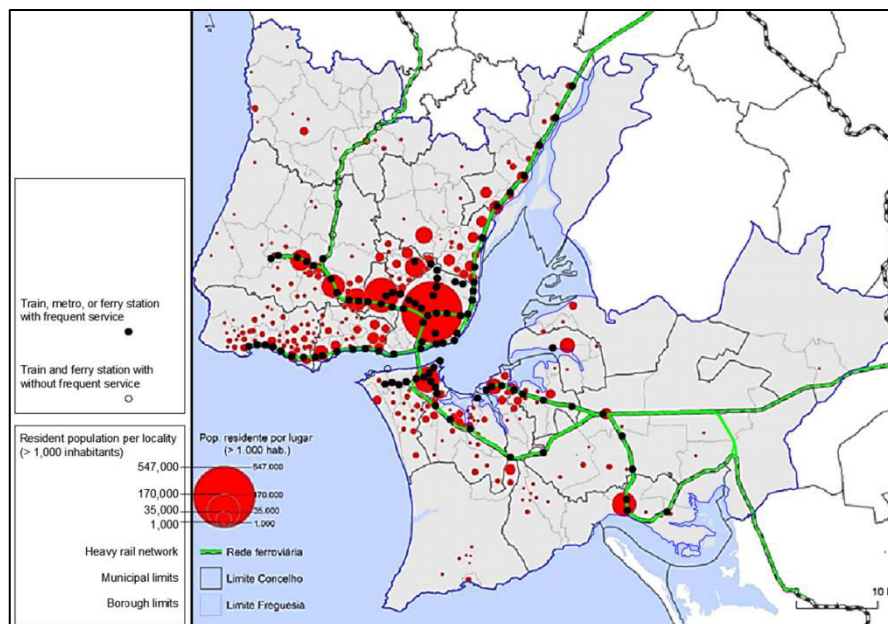 Train, metro, or ferry station
with frequent service
Train and ferry station with
without frequent service
Resident population per locality
(> 1,000 inhabitants)
547,000
170,000
35,000
1,000
Heavy rail network
Municipal limits
Borough limits
Pop. residente por lugar
(> 1.000 hab.)
547.000
170.000
35.000
1.000
Rede ferroviária
Limite Concelho
Limite Freguesia
10